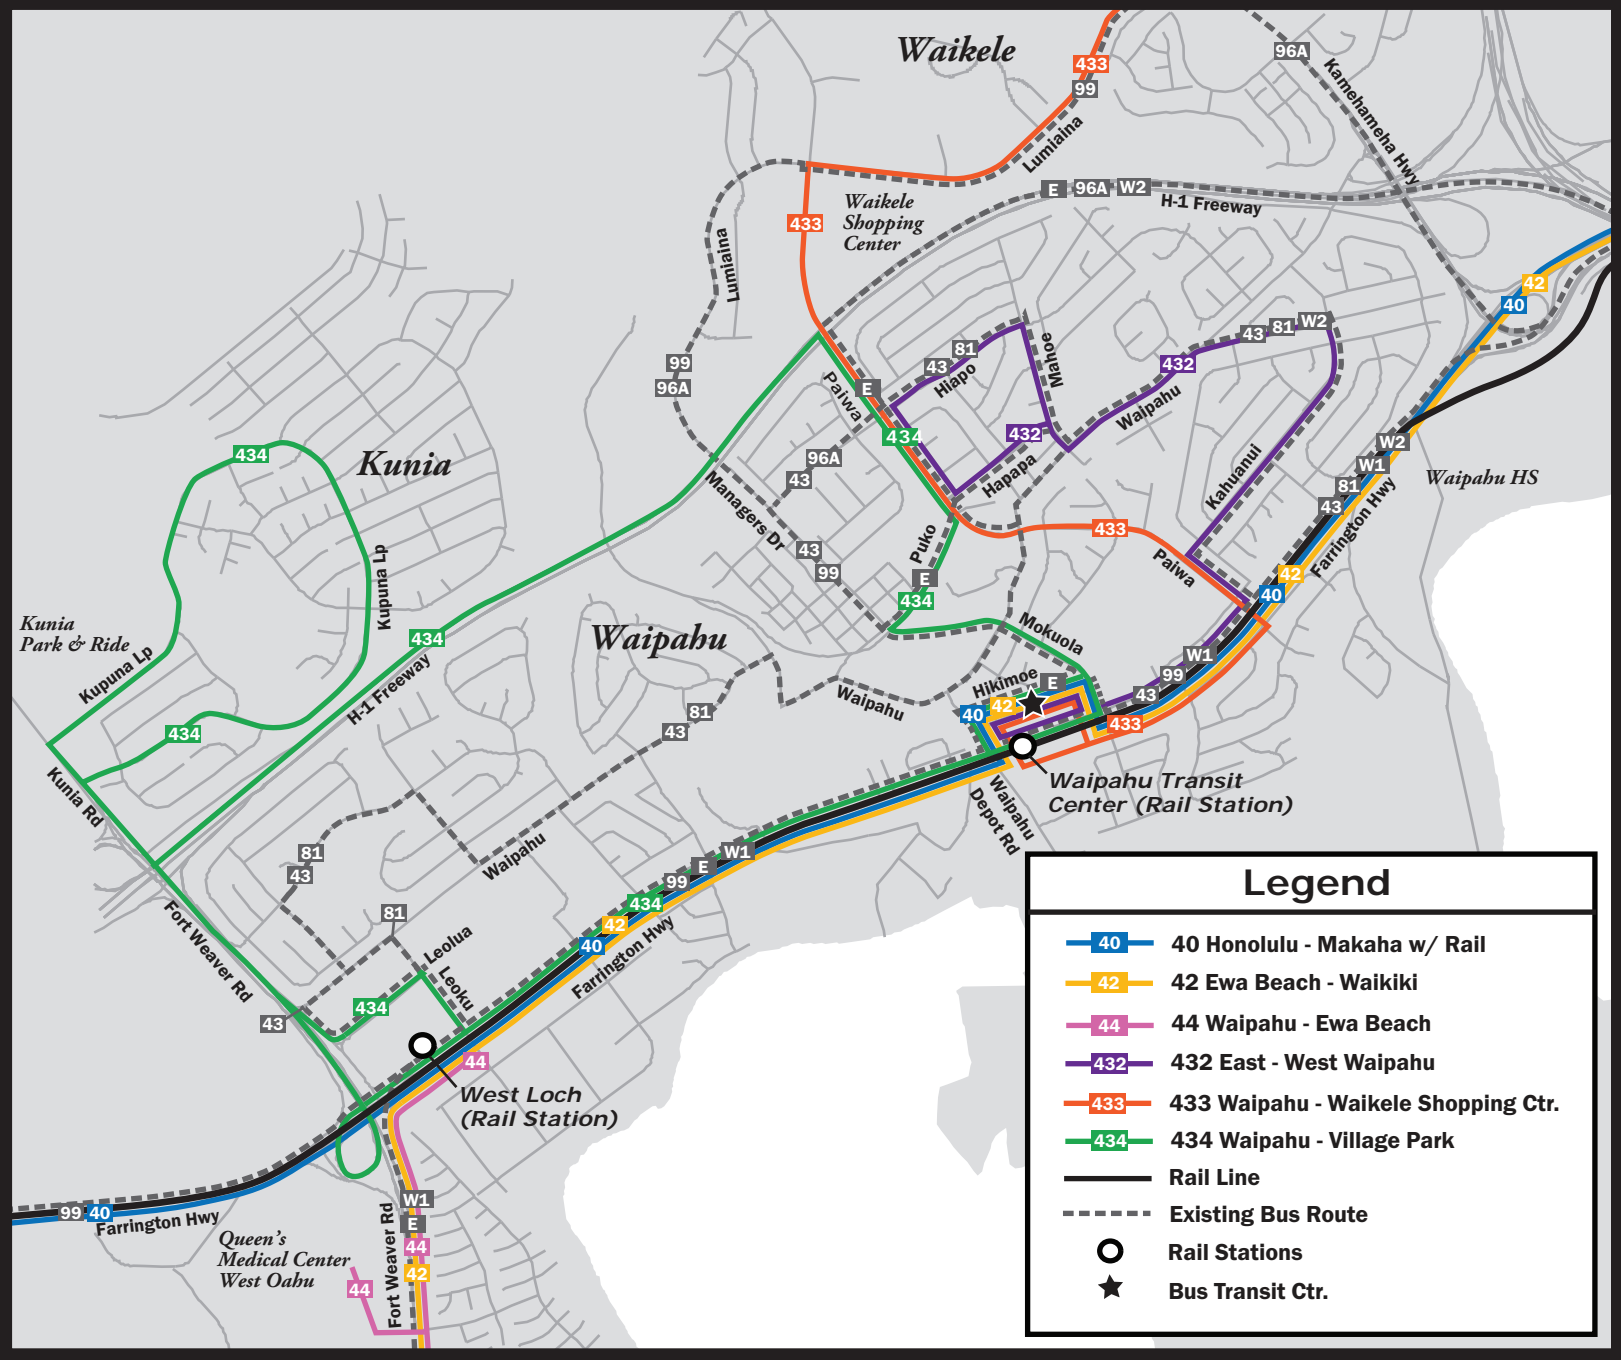 Waikele
433
99
96A
Kamehameha Hwy
Lumiaina
E
96A
W2
H-1 Freeway
Waikele
Shopping
Center
433
Lumiaina
42
40
99
96A
Paiwa
E
43
81
Hiapo
Mahoe
432
43
81
W2
Waipahu
434
432
Hapapa
96A
43
Managers Dr
Kahuanui
W2
W1
81
43
Farrington Hwy
Waipahu HS
434
Kunia
Kupuna Lp
43
99
Puko
E
434
433
Paiwa
42
40
Kunia
Park & Ride
Kupuna Lp
434
H-1 Freeway
434
Waipahu
Mokuola
Hikimoe
E
42
40
W1
99
43
433
Waipahu
81
43
Waipahu Transit
Center (Rail Station)
Waipahu
Depot Rd
Kunia Rd
81
43
Waipahu
W1
E
99
434
42
40
Farrington Hwy
81
Leolua
Leoku
Fort Weaver Rd
434
43
44
West Loch
(Rail Station)
99
40
Farrington Hwy
Queen's
Medical Center
West Oahu
44
Fort Weaver Rd
W1
E
44
42
Legend
40 40 Honolulu - Makaha w/ Rail
42 42 Ewa Beach - Waikiki
44 44 Waipahu - Ewa Beach
432 432 East - West Waipahu
433 433 Waipahu - Waikele Shopping Ctr.
434 434 Waipahu - Village Park
Rail Line
Existing Bus Route
Rail Stations
Bus Transit Ctr.